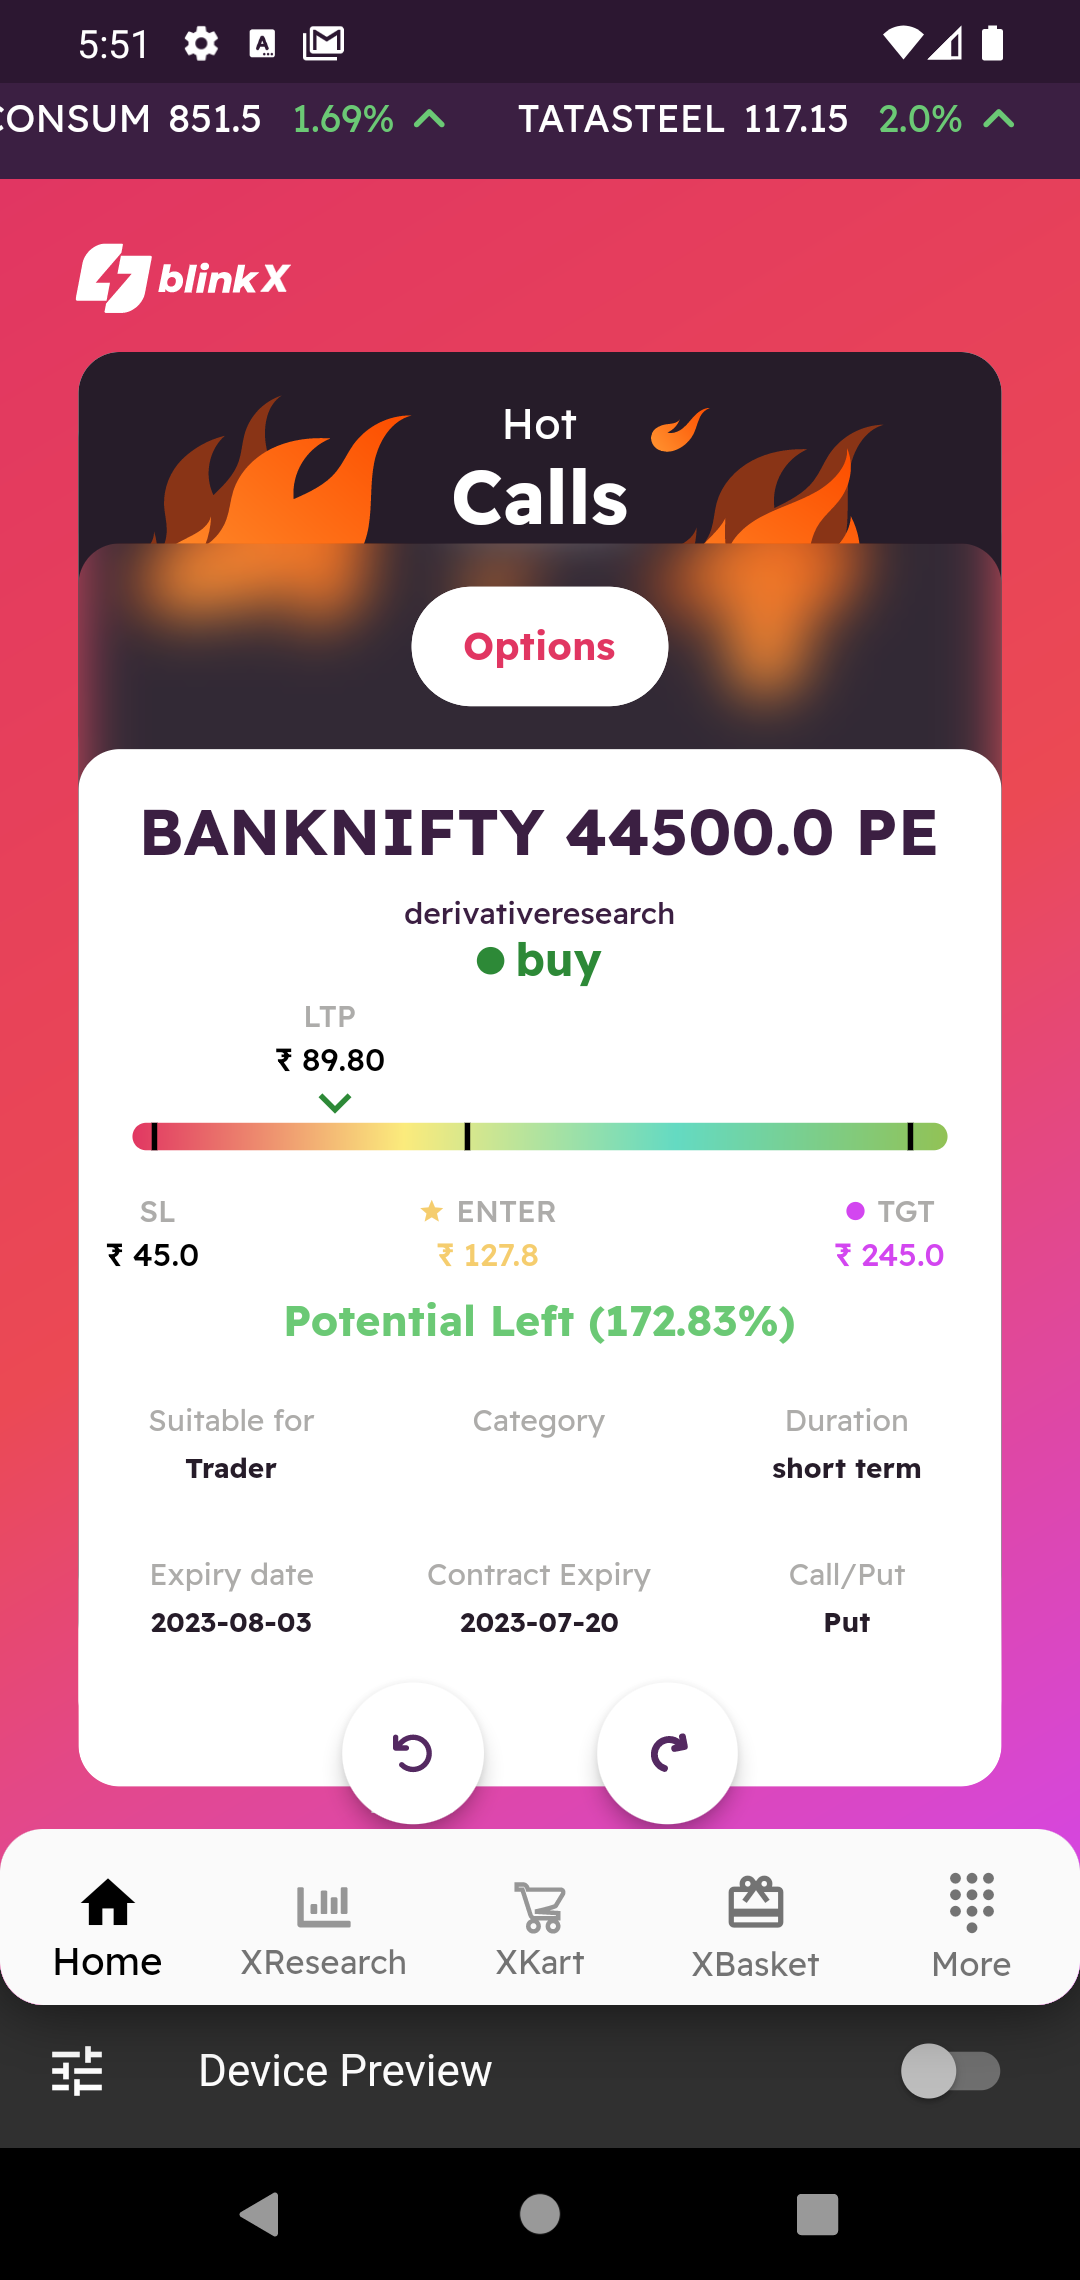 5:51
CONSUM 851.5 1.69% TATASTEEL 117.15 2.0%
blinkX
Hot
Calls
Options
BANKNIFTY 44500.0 PE
derivativeresearch
buy
LTP
₹ 89.80
SL ENTER TGT
₹ 45.0 ₹ 127.8 ₹ 245.0
Potential Left (172.83%)
Suitable for Category Duration
Trader short term
Expiry date Contract Expiry Call/Put
2023-08-03 2023-07-20 Put
Home XResearch XKart XBasket More
Device Preview